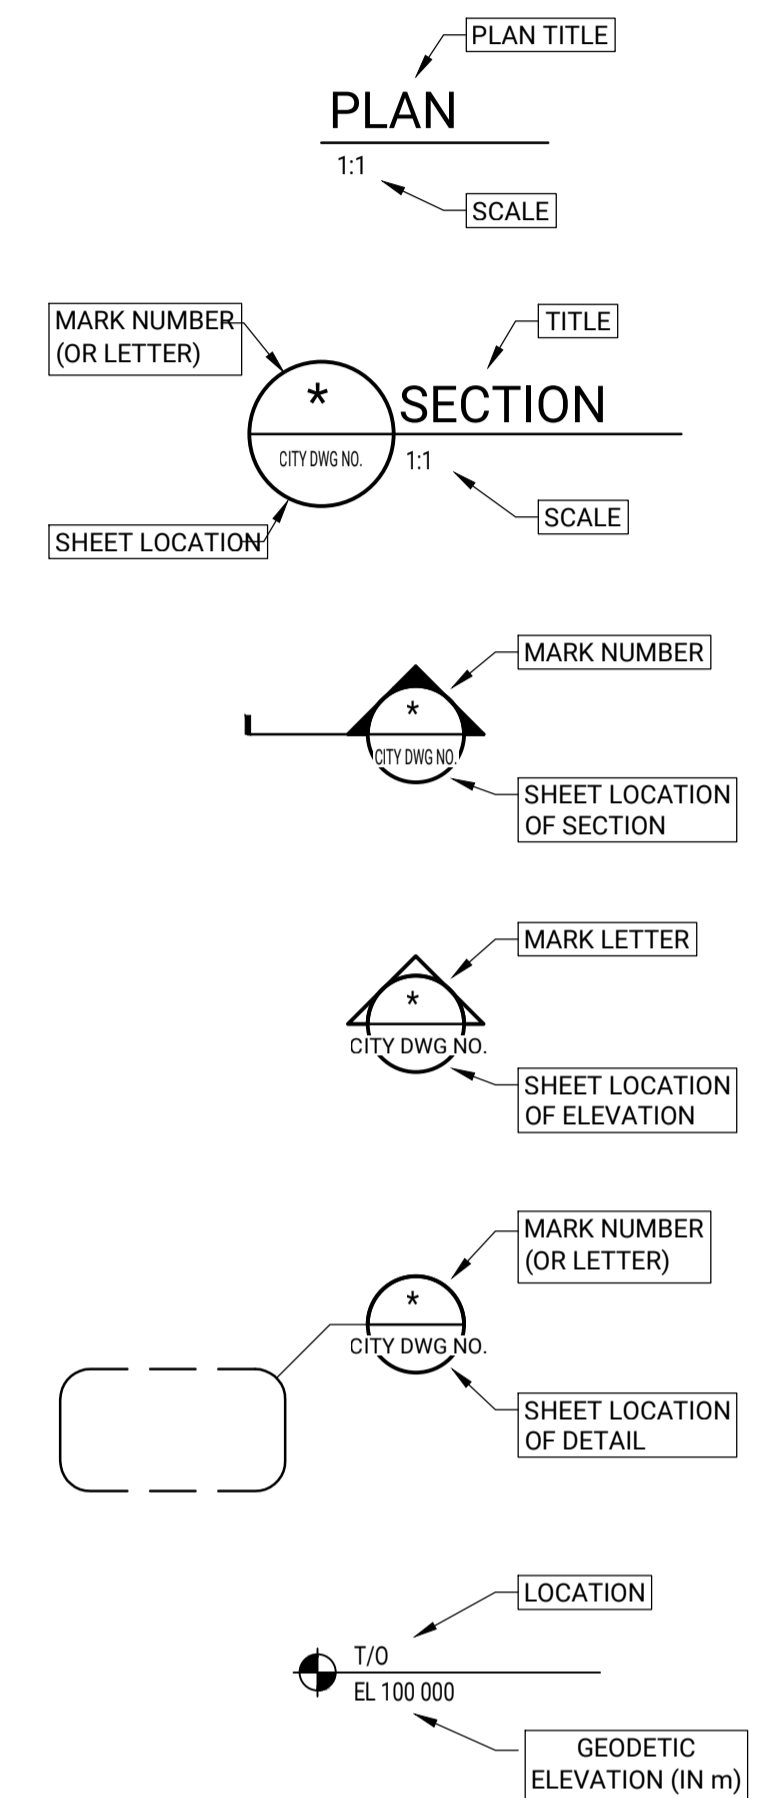 PLAN TITLE
PLAN
1:1
SCALE
MARK NUMBER
(OR LETTER)
TITLE
*
SECTION
CITY DWG NO.
1:1
SCALE
SHEET LOCATION
MARK NUMBER
*
CITY DWG NO.
SHEET LOCATION
OF SECTION
MARK LETTER
*
CITY DWG NO.
SHEET LOCATION
OF ELEVATION
MARK NUMBER
(OR LETTER)
*
CITY DWG NO.
SHEET LOCATION
OF DETAIL
LOCATION
T/O
EL 100 000
GEODETIC
ELEVATION (IN m)